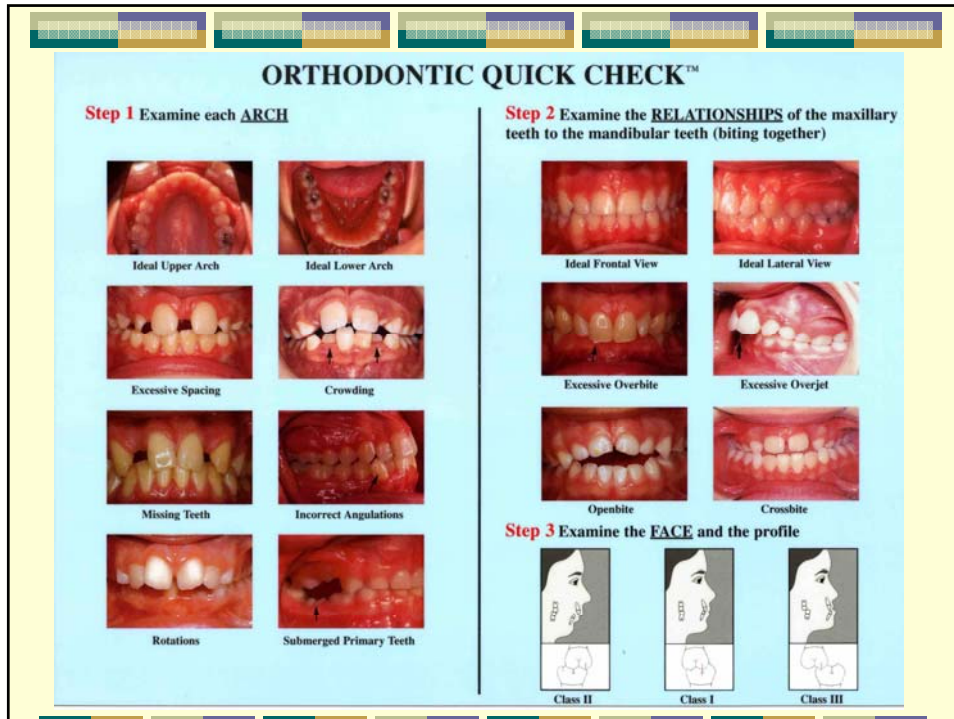 ORTHODONTIC QUICK CHECK™
Step 1 Examine each ARCH
Ideal Upper Arch
Ideal Lower Arch
Excessive Spacing
Crowding
Missing Teeth
Incorrect Angulations
Rotations
Submerged Primary Teeth
Step 2 Examine the RELATIONSHIPS of the maxillary
teeth to the mandibular teeth (biting together)
Ideal Frontal View
Ideal Lateral View
Excessive Overbite
Excessive Overjet
Openbite
Crossbite
Step 3 Examine the FACE and the profile
Class II
Class I
Class III